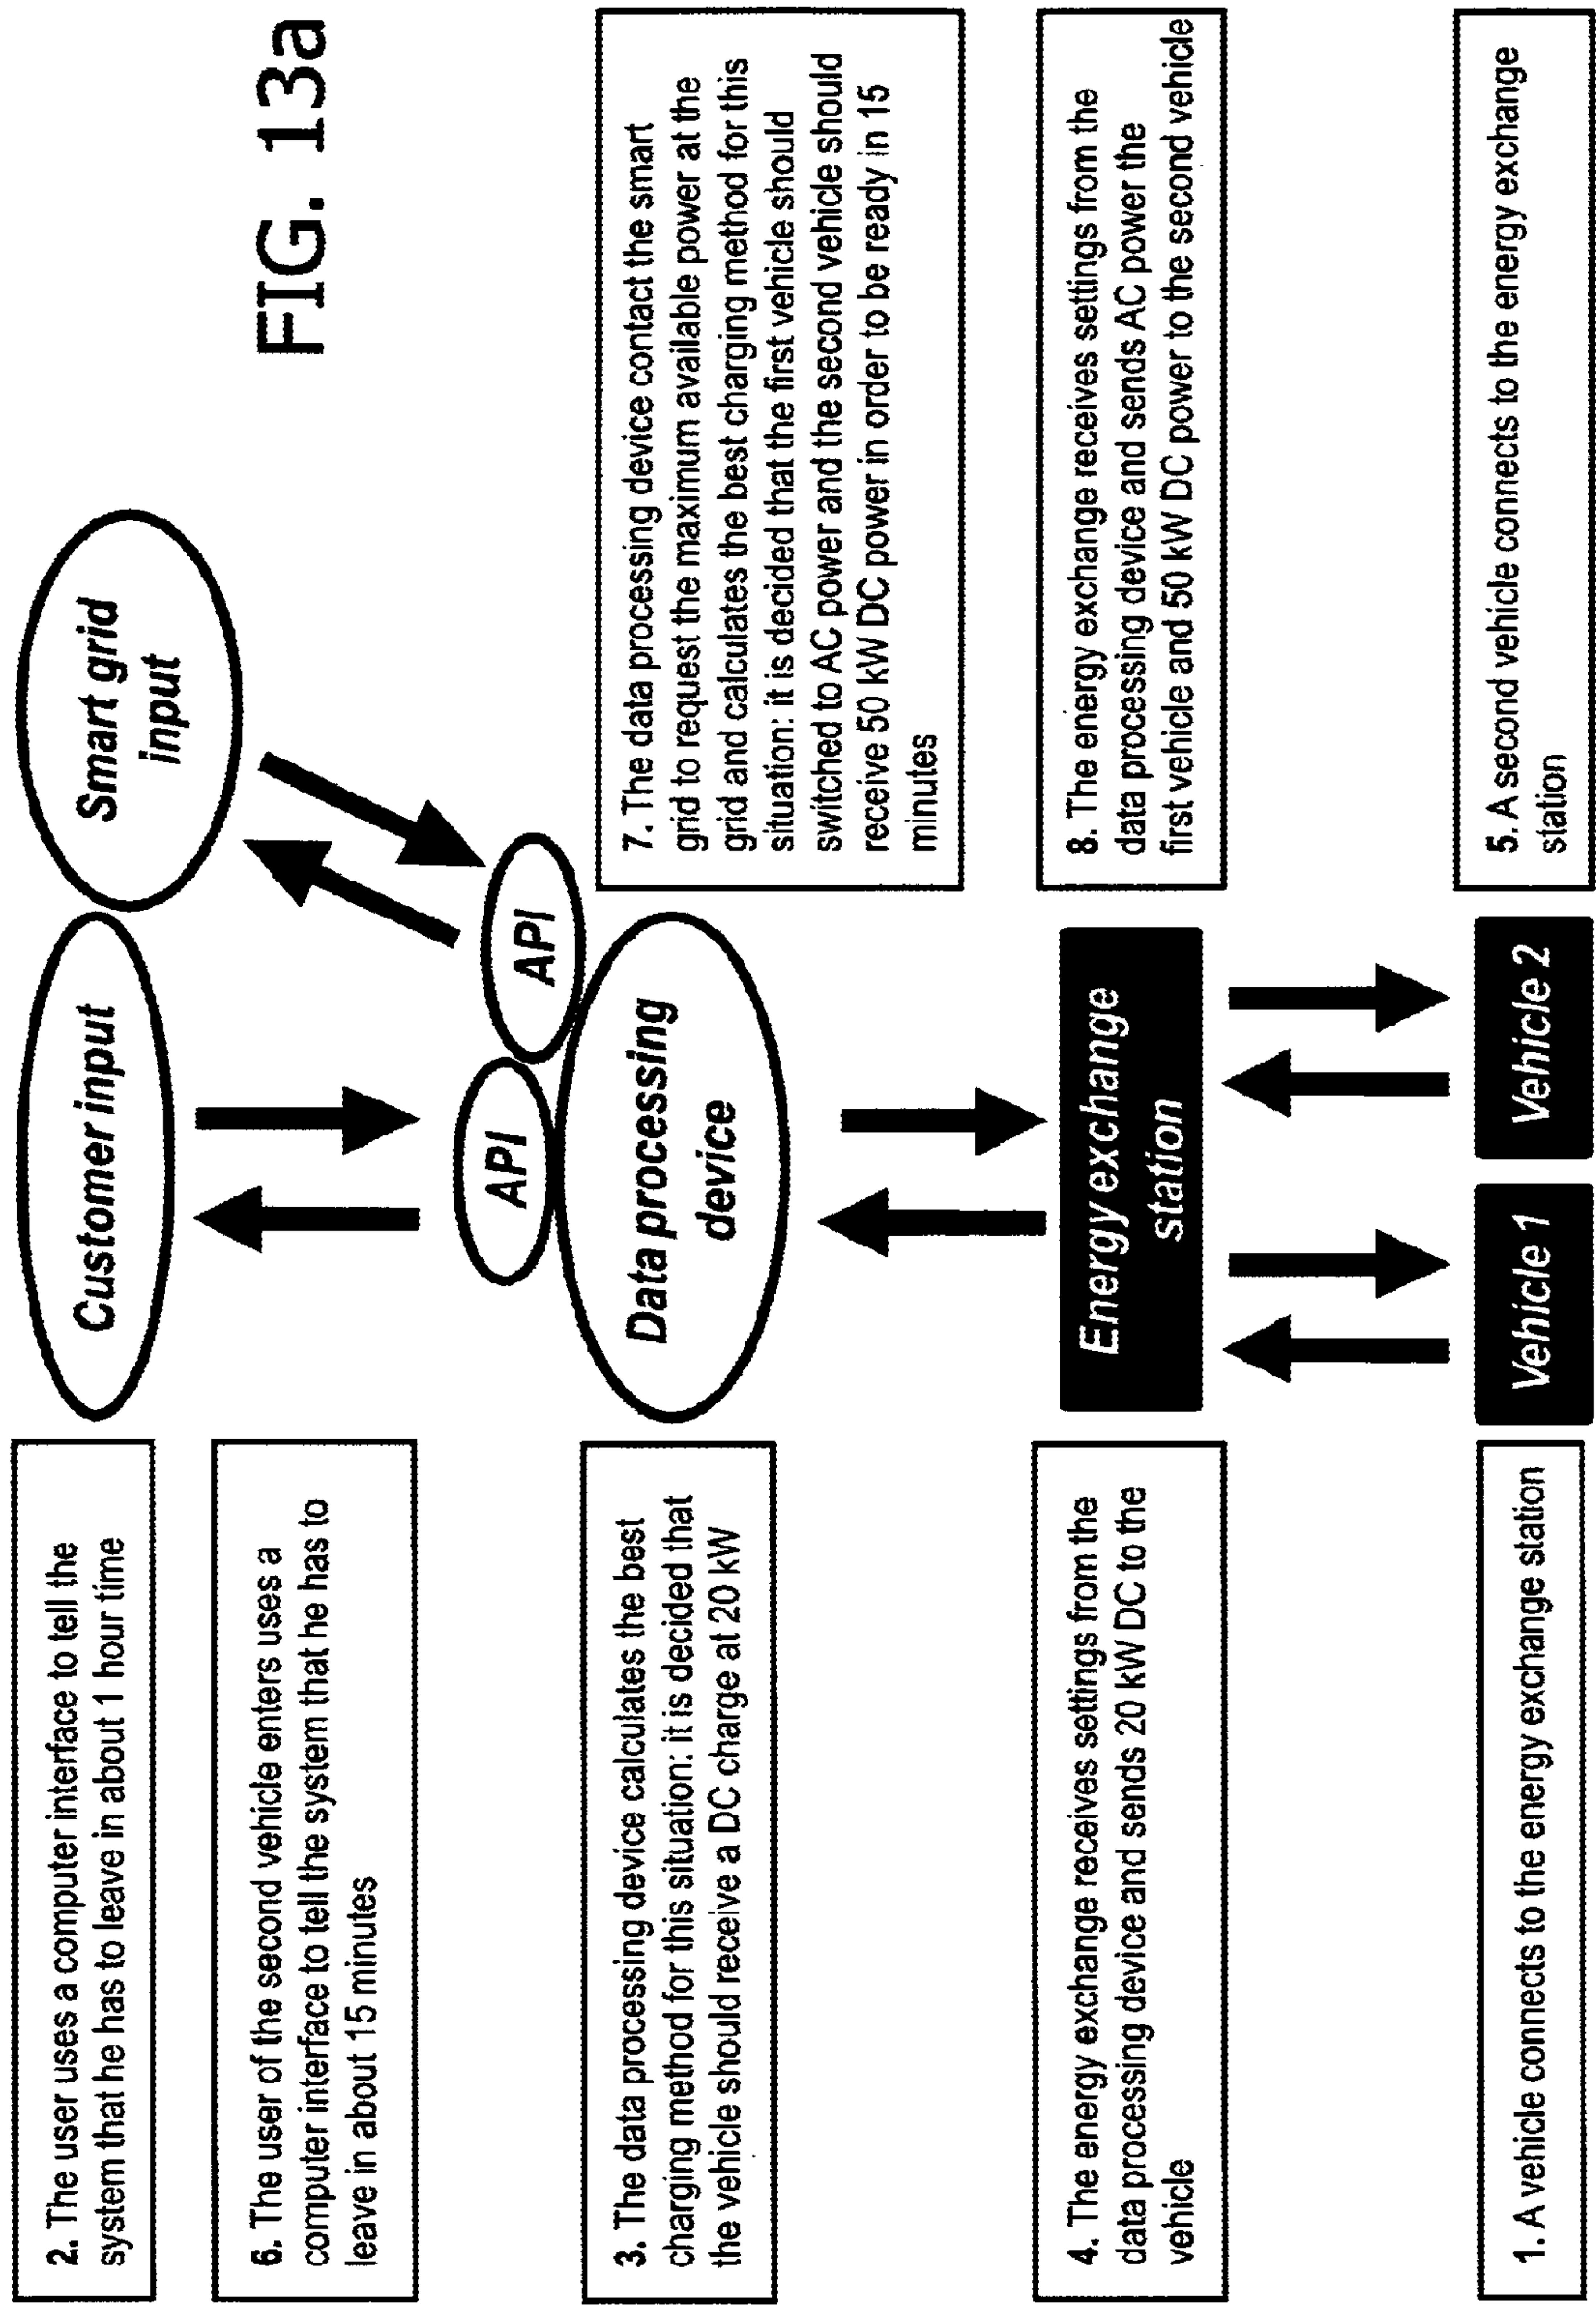 FIG. 13a
2. The user uses a computer interface to tell the
system that he has to leave in about 1 hour time
6. The user of the second vehicle enters uses a
computer interface to tell the system that he has to
leave in about 15 minutes
3. The data processing device calculates the best
charging method for this situation: it is decided that
the vehicle should receive a DC charge at 20 kW
4. The energy exchange receives settings from the
data processing device and sends 20 kW DC to the
vehicle
1. A vehicle connects to the energy exchange station
Customer input
Smart grid
input
API
API
Data processing
device
Energy exchange
station
Vehicle 1
Vehicle 2
7. The data processing device contact the smart
grid to request the maximum available power at the
grid and calculates the best charging method for this
situation: it is decided that the first vehicle should
switched to AC power and the second vehicle should
receive 50 kW DC power in order to be ready in 15
minutes
8. The energy exchange receives settings from the
data processing device and sends AC power the
first vehicle and 50 kW DC power to the second vehicle
5. A second vehicle connects to the energy exchange
station